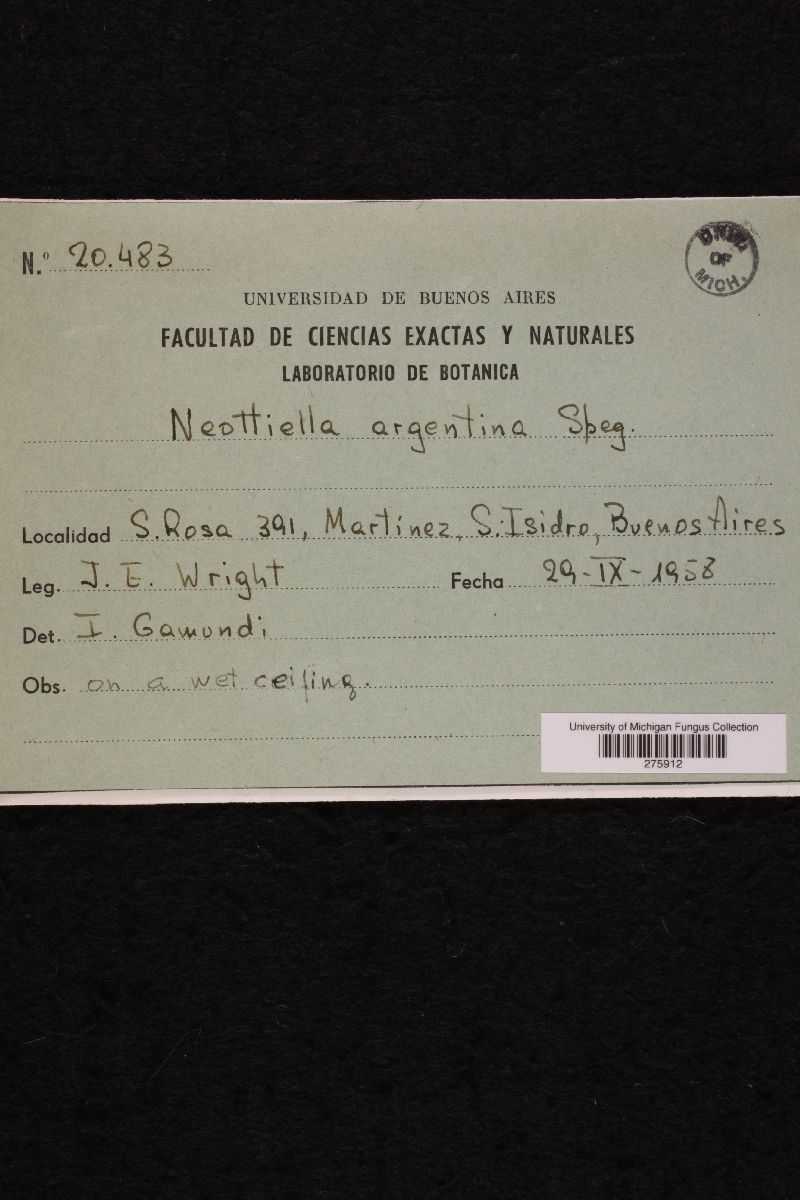 N.º 20.483
UNIV. OF MICH.
UNIVERSIDAD DE BUENOS AIRES
FACULTAD DE CIENCIAS EXACTAS Y NATURALES
LABORATORIO DE BOTANICA
Neottiella argentina Speg.
Localidad S. Rosa 391, Martínez, S. Isidro, Buenos Aires
Leg. J. E. Wright Fecha 29-IX-1958
Det. I. Gamundi
Obs. on a wet ceiling.
University of Michigan Fungus Collection
275912